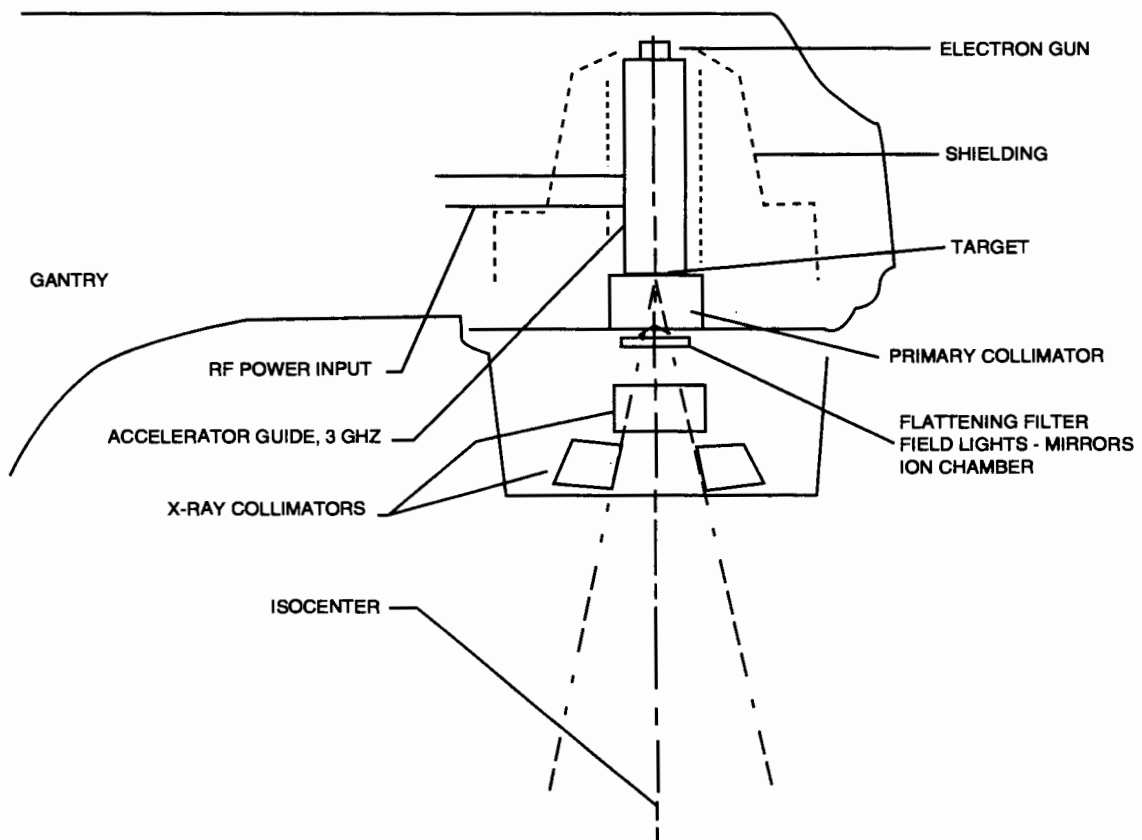 ELECTRON GUN
SHIELDING
TARGET
GANTRY
PRIMARY COLLIMATOR
RF POWER INPUT
FLATTENING FILTER
FIELD LIGHTS - MIRRORS
ION CHAMBER
ACCELERATOR GUIDE, 3 GHZ
X-RAY COLLIMATORS
ISOCENTER